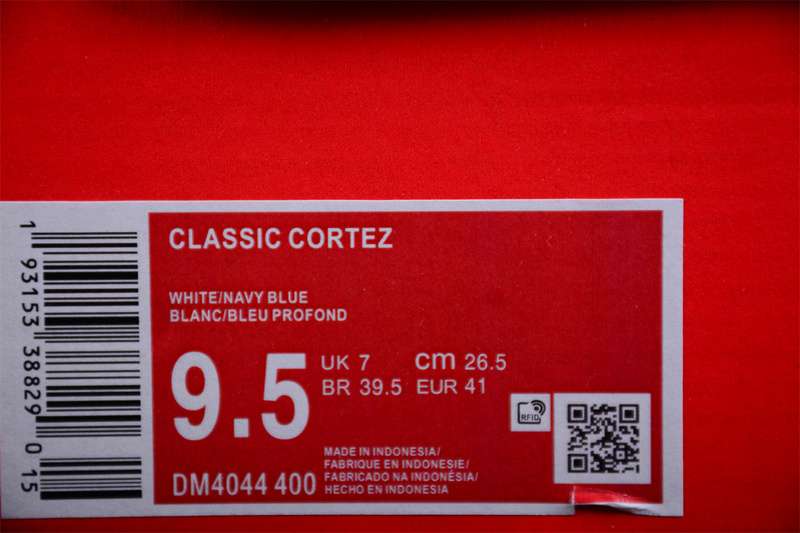 CLASSIC CORTEZ
WHITE/NAVY BLUE
BLANC/BLEU PROFOND
9.5
UK 7 cm 26.5
BR 39.5 EUR 41
RFID
MADE IN INDONESIA/
FABRIQUE EN INDONESIE/
FABRICADO NA INDONÉSIA/
HECHO EN INDONESIA
DM4044 400
1 93153 38829 0 15